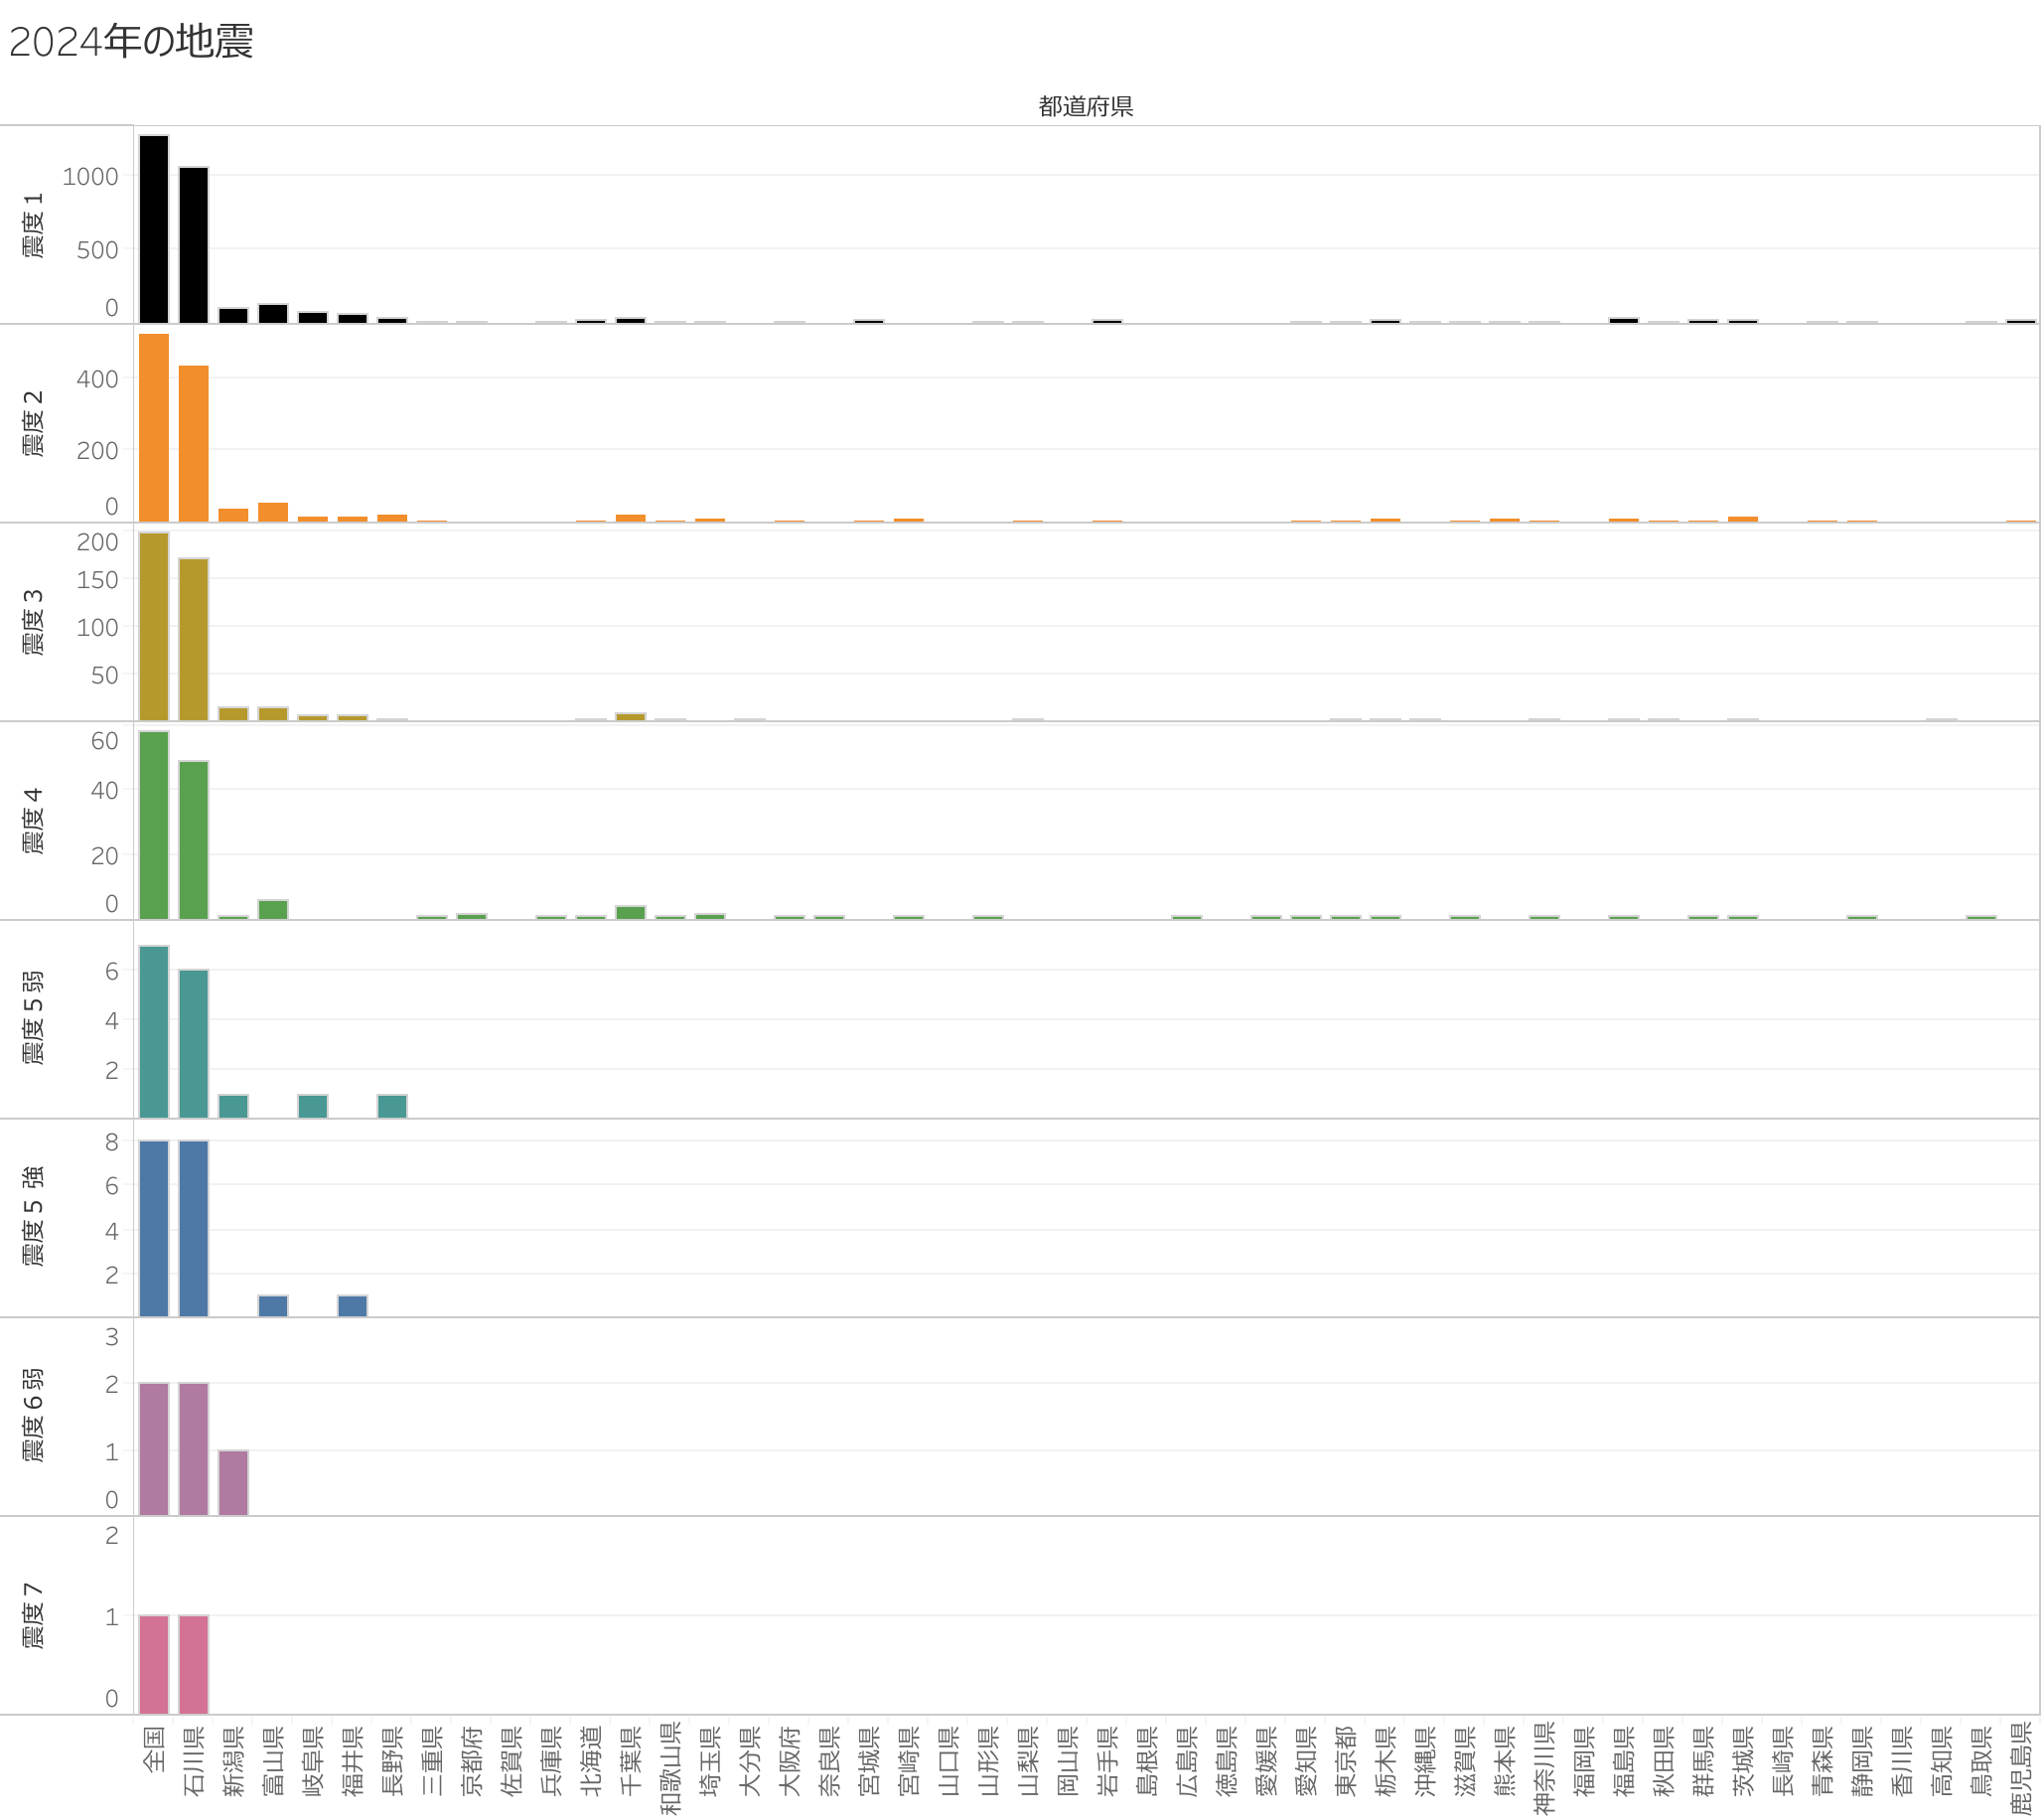 2024年の地震
都道府県
震度１
1000
500
0
震度２
400
200
0
震度３
200
150
100
50
震度４
60
40
20
0
震度５弱
6
4
2
震度５ 強
8
6
4
2
震度６弱
3
2
1
0
震度７
2
1
0
全国
石川県
新潟県
富山県
岐阜県
福井県
長野県
三重県
京都府
佐賀県
兵庫県
北海道
千葉県
和歌山県
埼玉県
大分県
大阪府
奈良県
宮城県
宮崎県
山口県
山形県
山梨県
岡山県
岩手県
島根県
広島県
徳島県
愛媛県
愛知県
東京都
栃木県
沖縄県
滋賀県
熊本県
神奈川県
福岡県
福島県
秋田県
群馬県
茨城県
長崎県
青森県
静岡県
香川県
高知県
鳥取県
鹿児島県